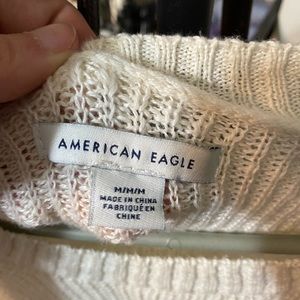 AMERICAN EAGLE
M/M/M
MADE IN CHINA
FABRIQUÉ EN
CHINE